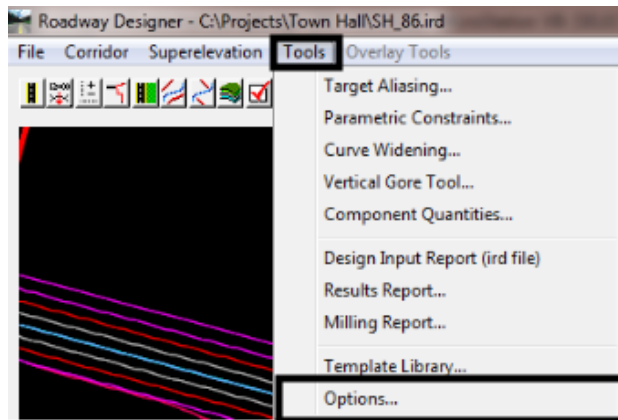 Roadway Designer - C:\Projects\Town Hall\SH_86.ird
File Corridor Superelevation Tools Overlay Tools
Target Aliasing...
Parametric Constraints...
Curve Widening...
Vertical Gore Tool...
Component Quantities...
Design Input Report (ird file)
Results Report...
Milling Report...
Template Library...
Options...